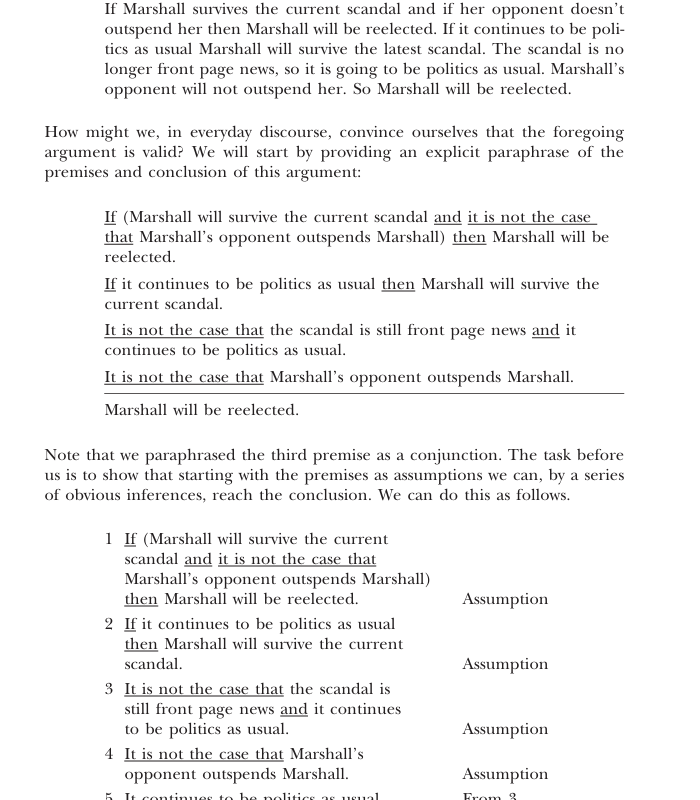 If Marshall survives the current scandal and if her opponent doesn't
outspend her then Marshall will be reelected. If it continues to be poli-
tics as usual Marshall will survive the latest scandal. The scandal is no
longer front page news, so it is going to be politics as usual. Marshall's
opponent will not outspend her. So Marshall will be reelected.
How might we, in everyday discourse, convince ourselves that the foregoing
argument is valid? We will start by providing an explicit paraphrase of the
premises and conclusion of this argument:
If (Marshall will survive the current scandal and it is not the case
that Marshall's opponent outspends Marshall) then Marshall will be
reelected.
If it continues to be politics as usual then Marshall will survive the
current scandal.
It is not the case that the scandal is still front page news and it
continues to be politics as usual.
It is not the case that Marshall's opponent outspends Marshall.
Marshall will be reelected.
Note that we paraphrased the third premise as a conjunction. The task before
us is to show that starting with the premises as assumptions we can, by a series
of obvious inferences, reach the conclusion. We can do this as follows.
1 If (Marshall will survive the current
scandal and it is not the case that
Marshall's opponent outspends Marshall)
then Marshall will be reelected. Assumption
2 If it continues to be politics as usual
then Marshall will survive the current
scandal. Assumption
3 It is not the case that the scandal is
still front page news and it continues
to be politics as usual. Assumption
4 It is not the case that Marshall's
opponent outspends Marshall. Assumption
5 It continues to be politics as usual From 3